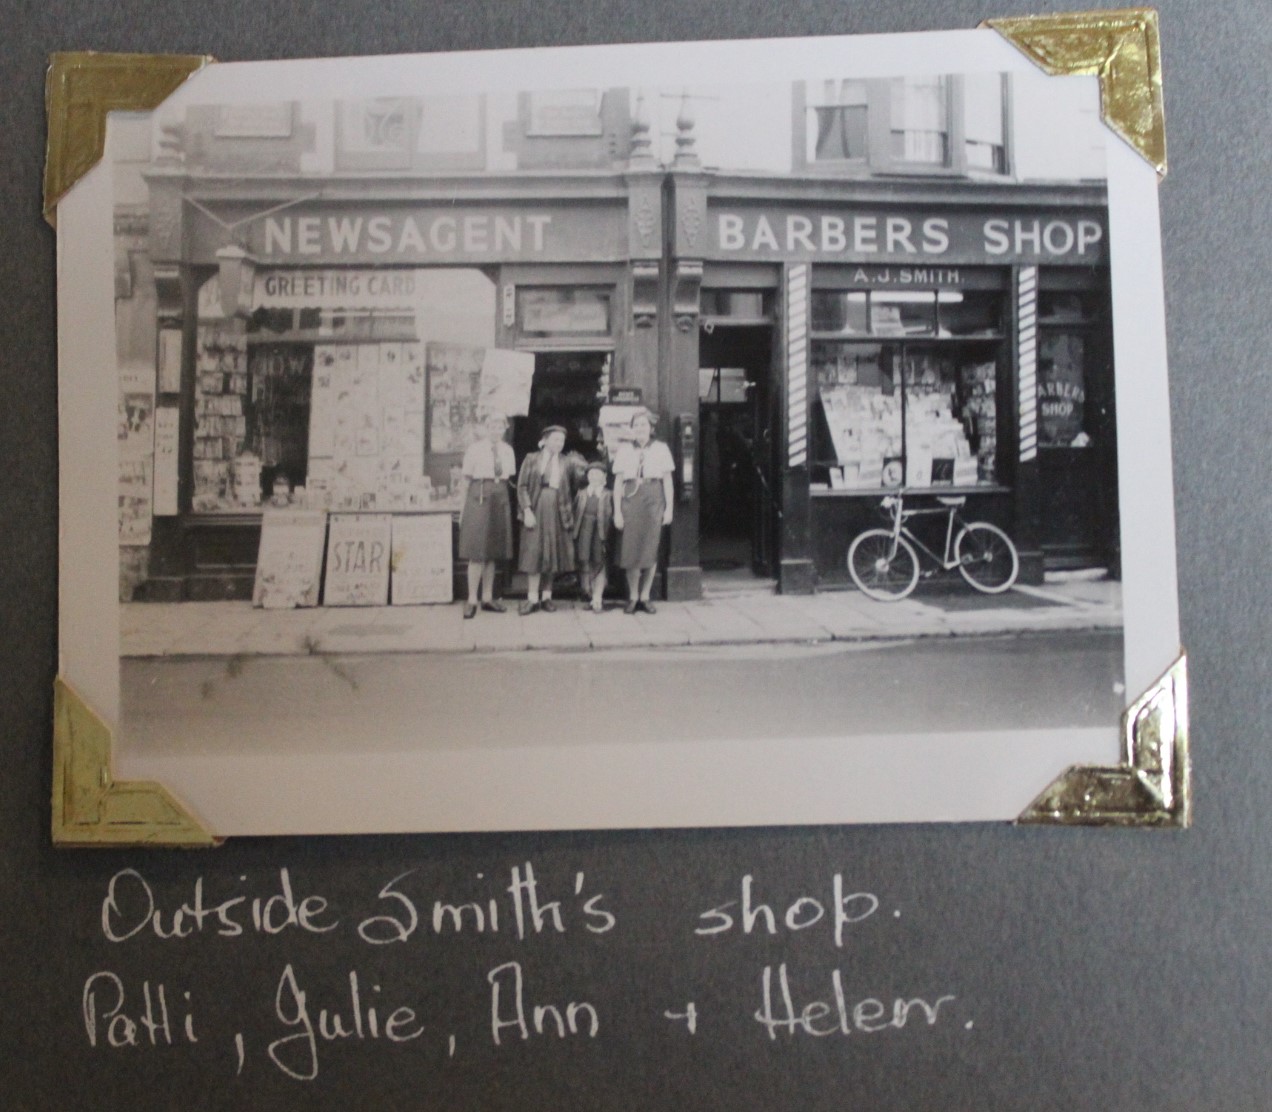 NEWSAGENT
BARBERS SHOP
GREETING CARD
A.J. SMITH.
BARBERS
SHOP
STAR
Outside Smith's shop.
Patti, Julie, Ann + Helen.